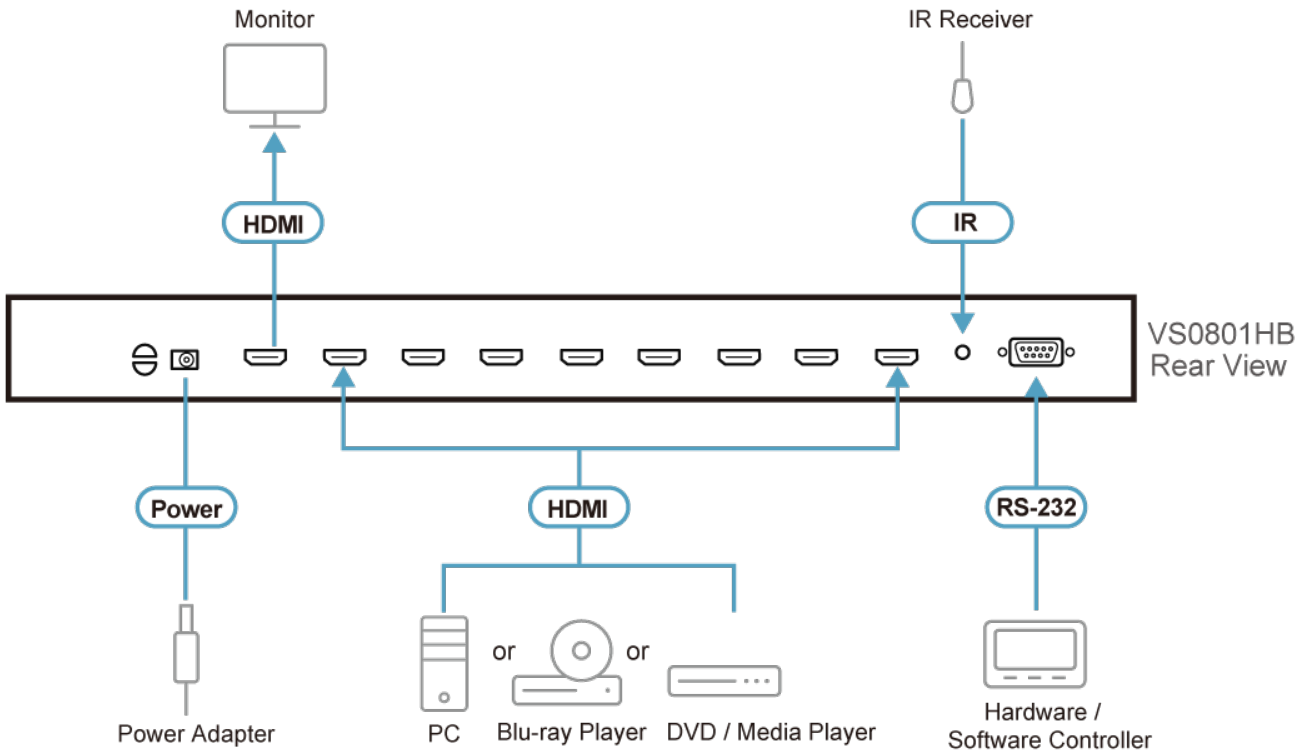 Monitor
IR Receiver
HDMI
IR
VS0801HB
Rear View
Power
HDMI
RS-232
or
or
Power Adapter
PC
Blu-ray Player
DVD / Media Player
Hardware /
Software Controller